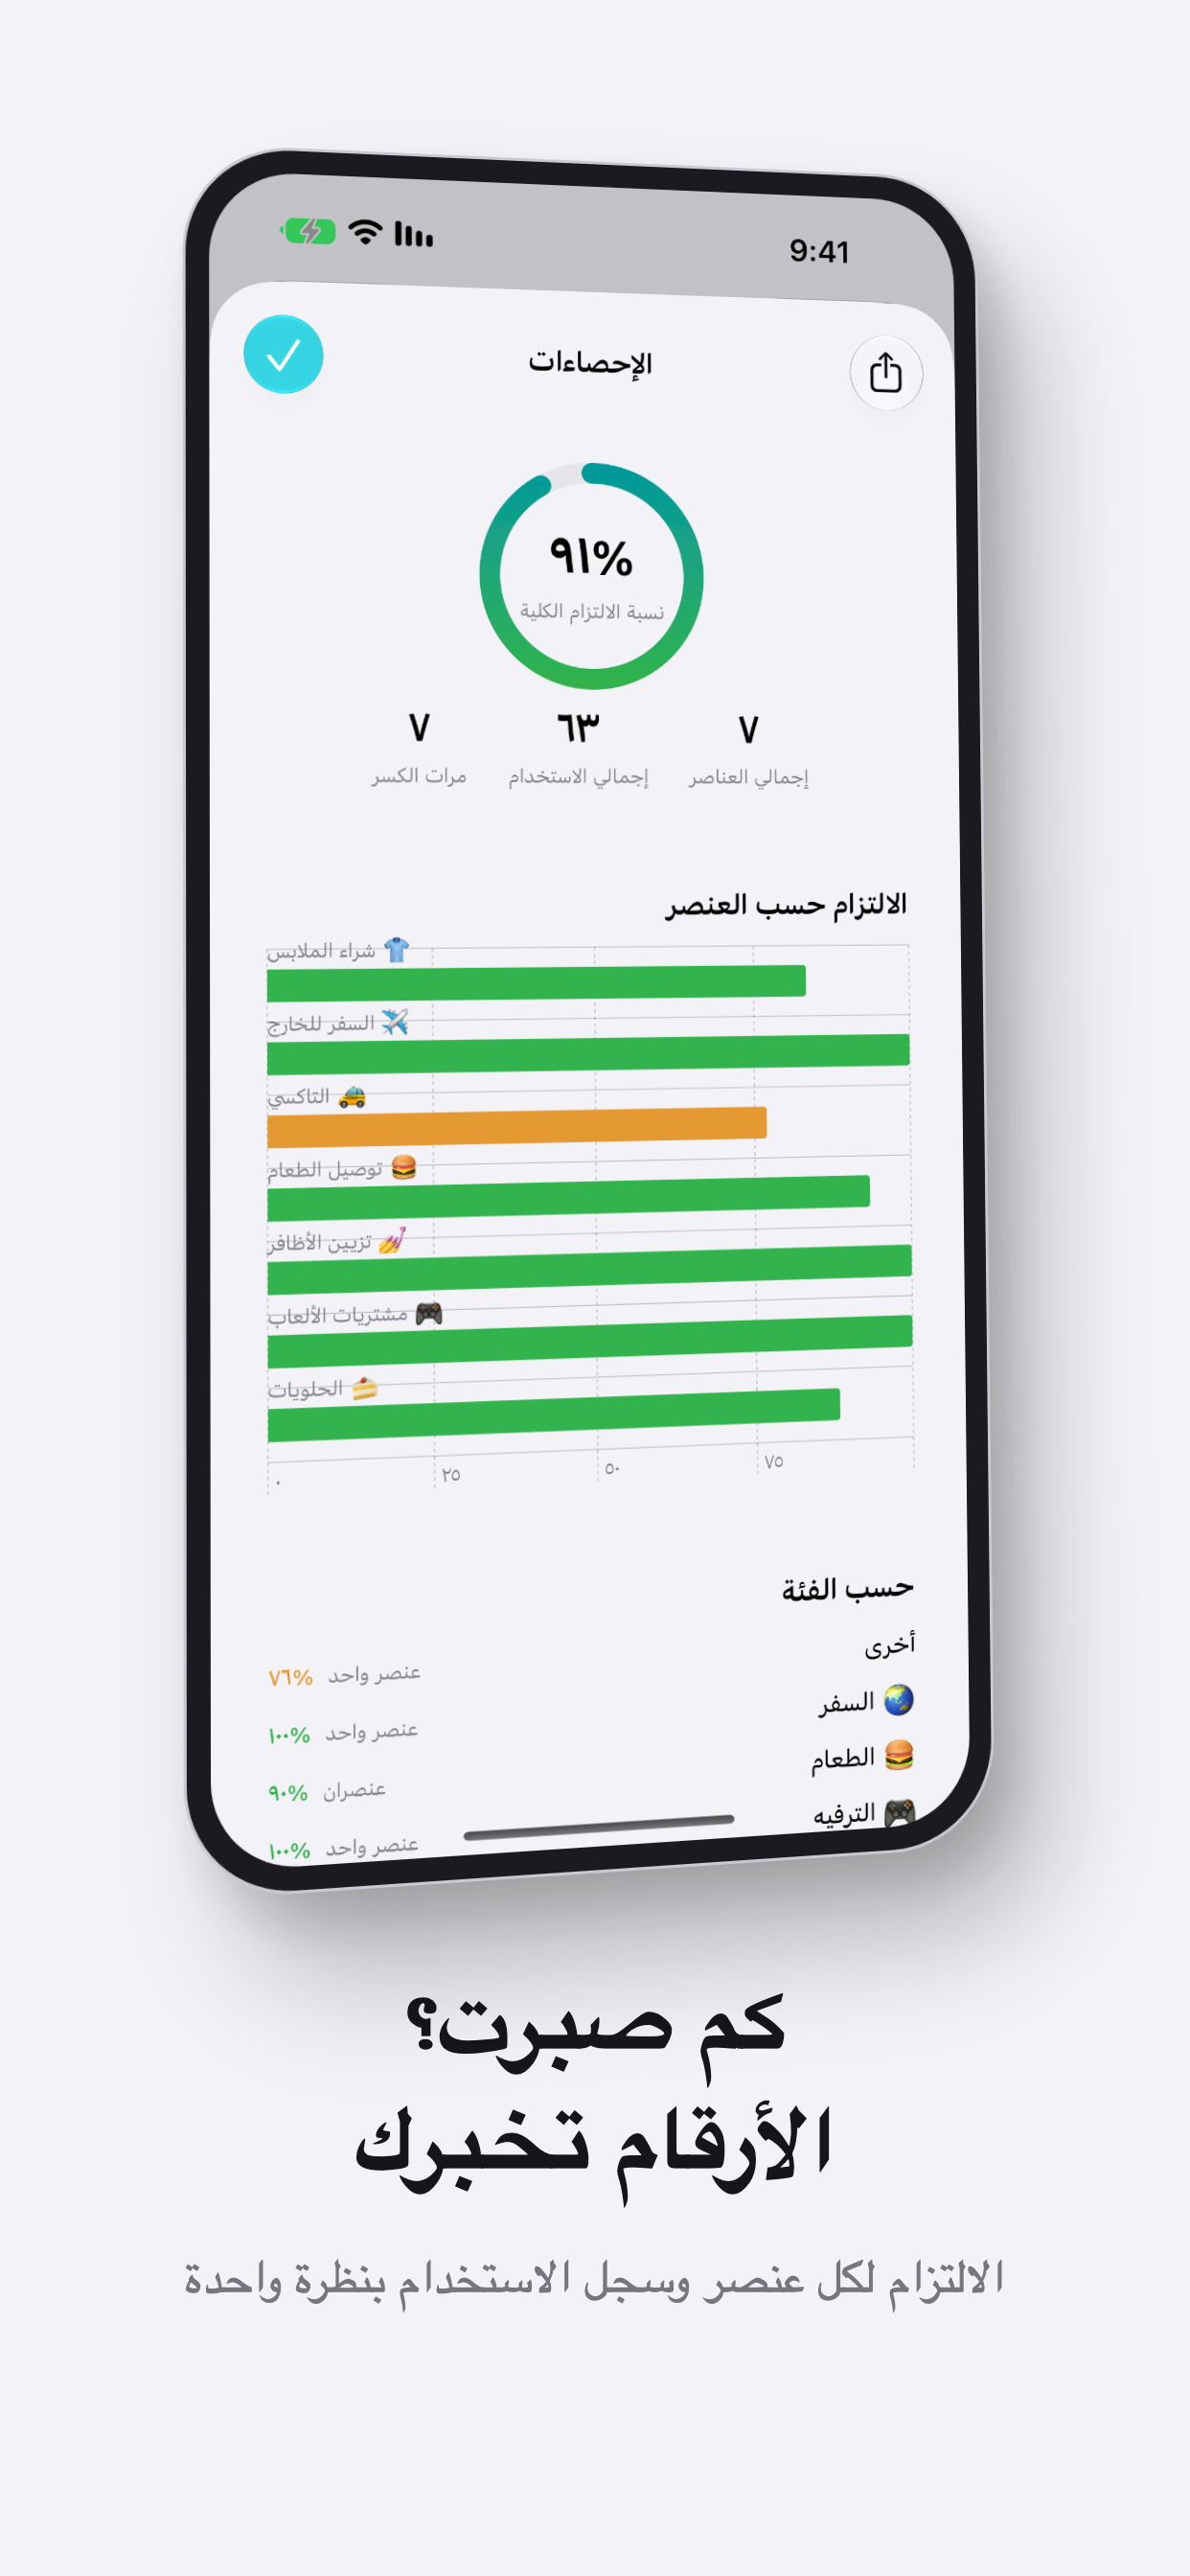 9:41
الإحصاءات
٩١%
نسبة الالتزام الكلية
٧ ٦٣ ٧
إجمالي العناصر إجمالي الاستخدام مرات الكسر
الالتزام حسب العنصر
👕 شراء الملابس
✈️ السفر للخارج
🚕 التاكسي
🍔 توصيل الطعام
💅 تزيين الأظافر
🎮 مشتريات الألعاب
🍰 الحلويات
٠ ٢٥ ٥٠ ٧٥
حسب الفئة
أخرى عنصر واحد ٧٦%
🌏 السفر عنصر واحد ١٠٠%
🍔 الطعام عنصران ٩٠%
🎮 الترفيه عنصر واحد ١٠٠%
كم صبرت؟
الأرقام تخبرك
الالتزام لكل عنصر وسجل الاستخدام بنظرة واحدة